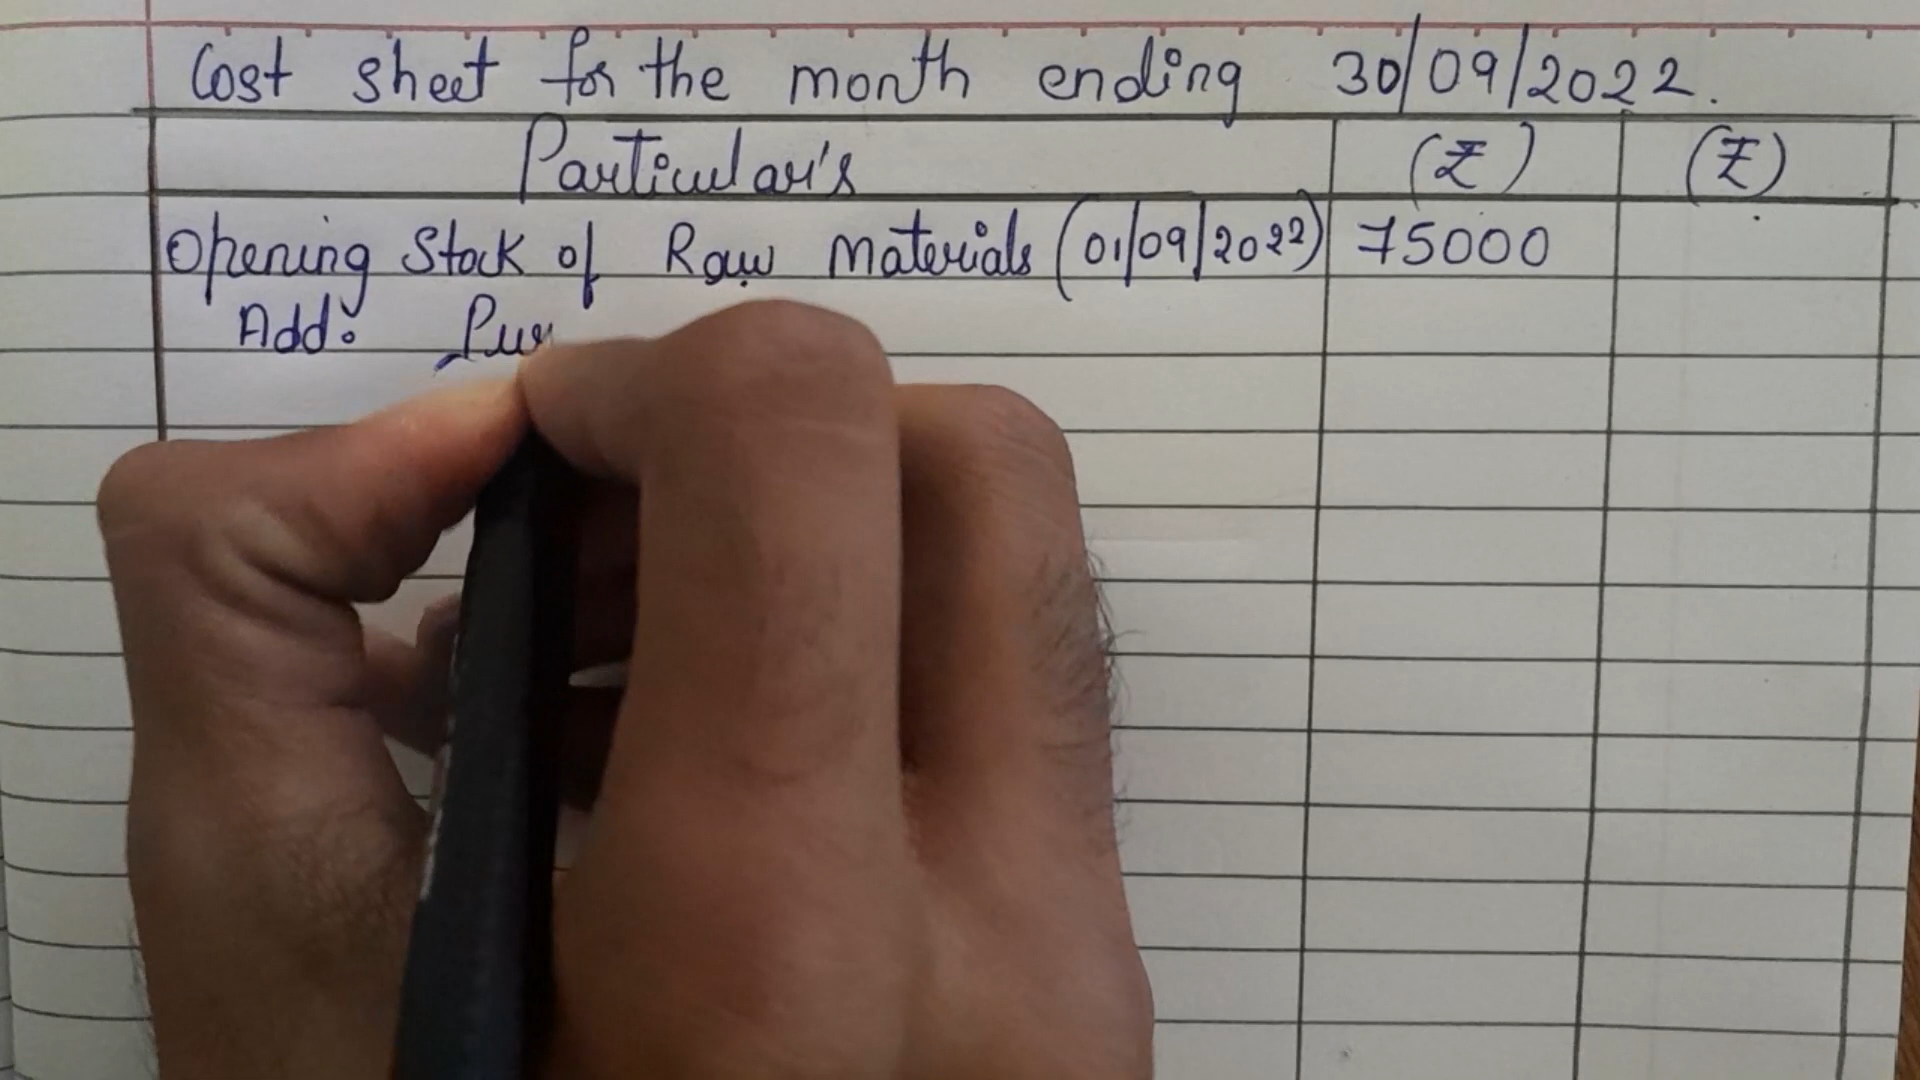 Cost sheet for the month ending 30/09/2022.
Particular's (₹) (₹)
Opening Stock of Raw Materials (01/09/2022) 75000
Add: Pur